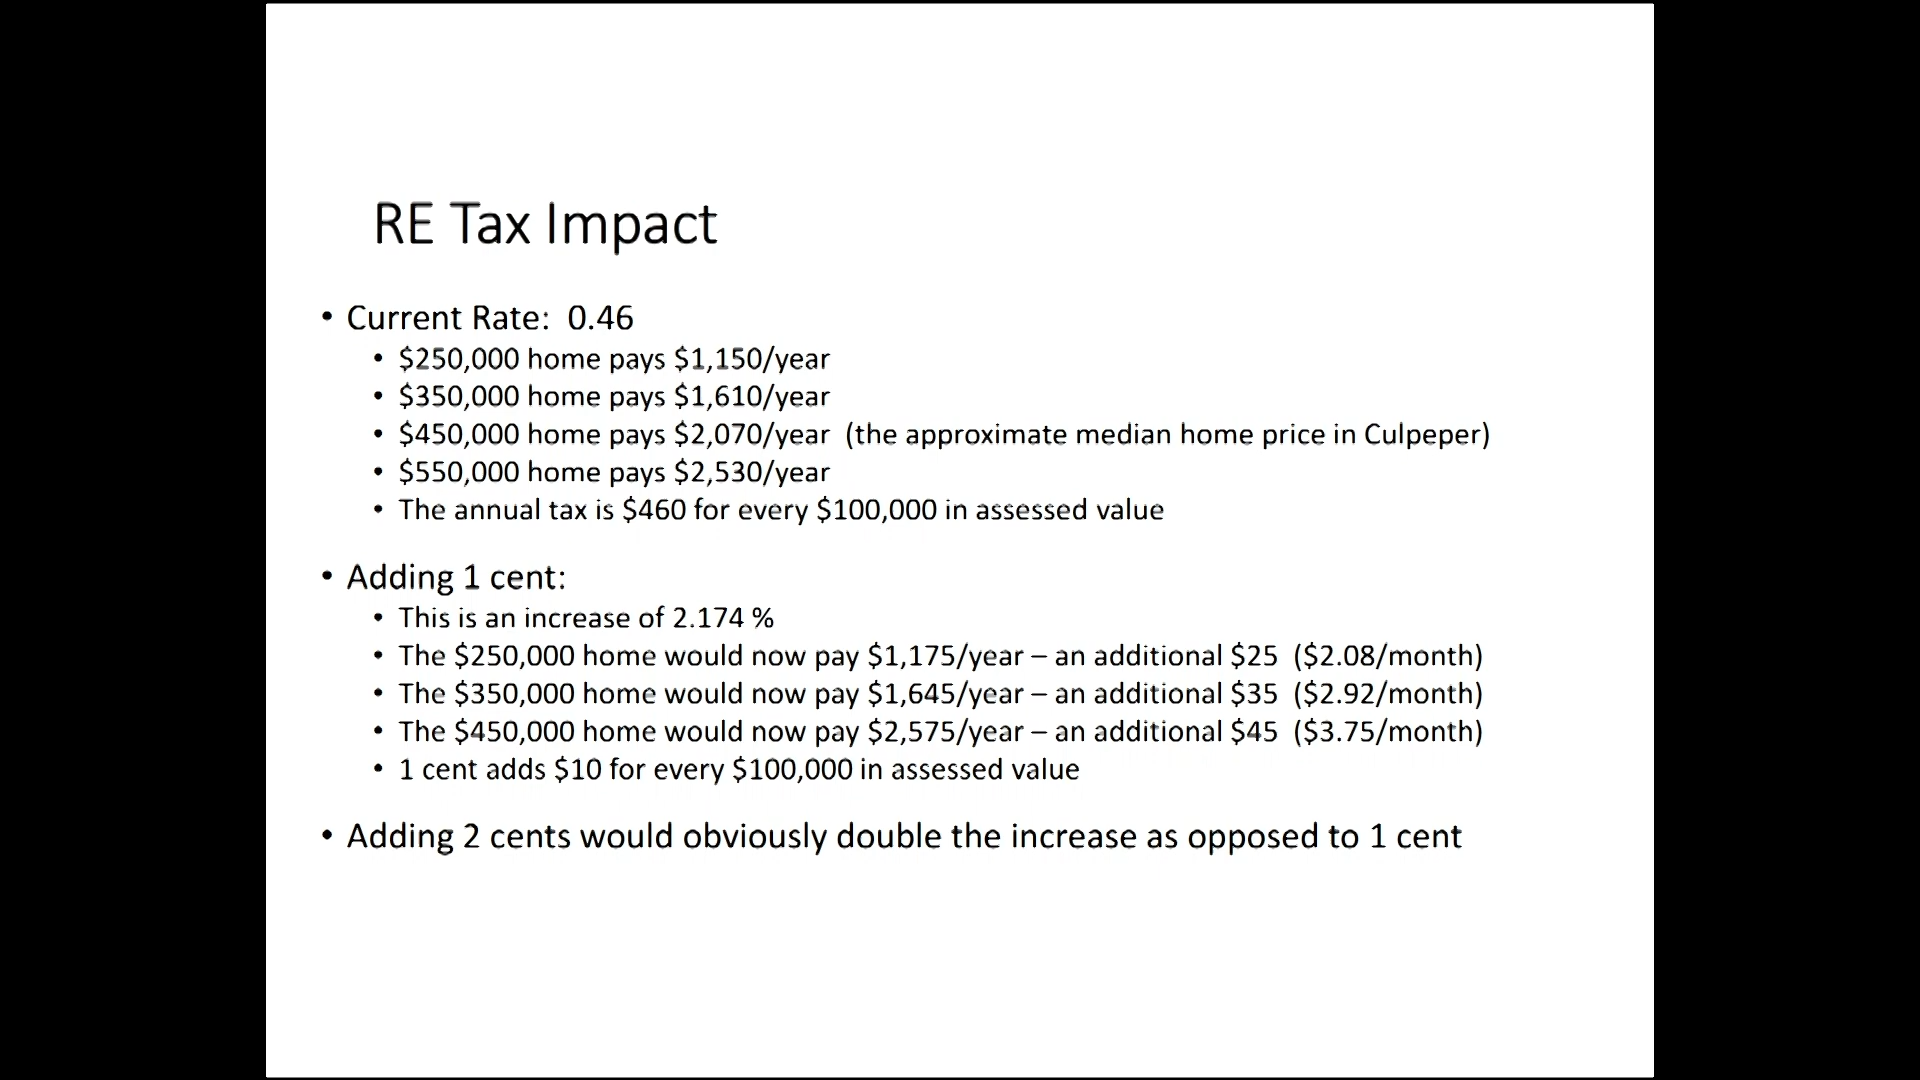 RE Tax Impact
• Current Rate:  0.46
• $250,000 home pays $1,150/year
• $350,000 home pays $1,610/year
• $450,000 home pays $2,070/year  (the approximate median home price in Culpeper)
• $550,000 home pays $2,530/year
• The annual tax is $460 for every $100,000 in assessed value
• Adding 1 cent:
• This is an increase of 2.174 %
• The $250,000 home would now pay $1,175/year – an additional $25  ($2.08/month)
• The $350,000 home would now pay $1,645/year – an additional $35  ($2.92/month)
• The $450,000 home would now pay $2,575/year – an additional $45  ($3.75/month)
• 1 cent adds $10 for every $100,000 in assessed value
• Adding 2 cents would obviously double the increase as opposed to 1 cent